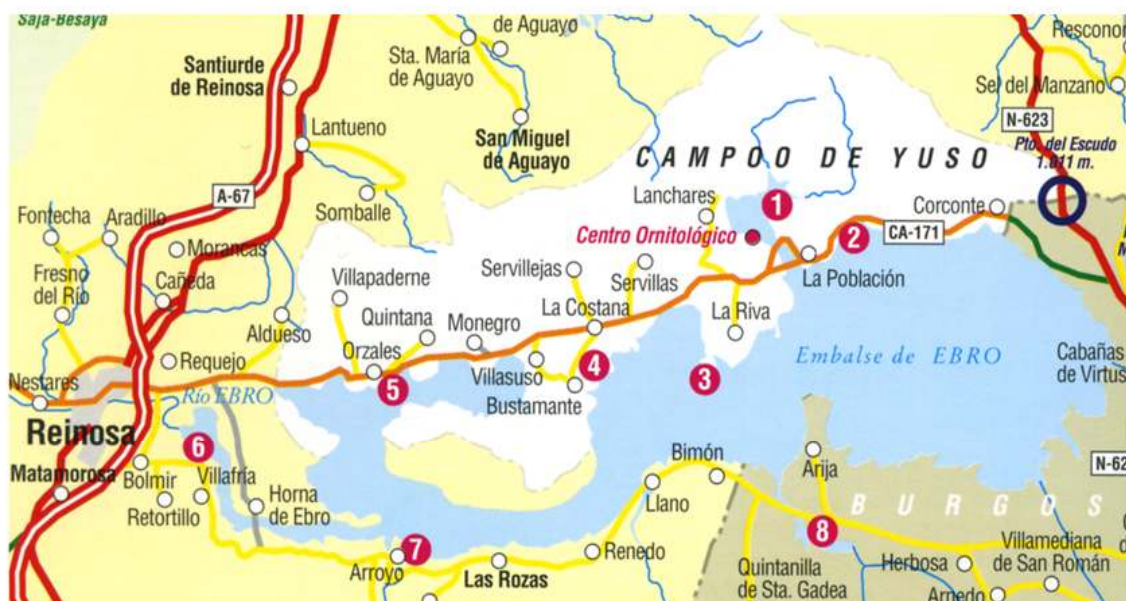 Saja-Besaya
de Aguayo
Sta. María
de Aguayo
Resconor
Sel del Manzano
Santiurde
de Reinosa
Lantueno
San Miguel
de Aguayo
N-623
Pto. del Escudo
1.011 m.
CAMPOO DE YUSO
A-67
Somballe
Lanchares
1
Corconte
Fontecha
Aradillo
Morancas
Centro Ornitológico
2
CA-171
Fresno
del Río
Cañeda
Villapaderne
Servillejas
Servillas
La Población
Aldueso
Quintana
Monegro
La Costana
La Riva
Requejo
Orzales
Embalse de EBRO
Cabañas
de Virtus
Nestares
Río EBRO
5
Villasuso
4
3
Bustamante
Reinosa
6
Bimón
Arija
N-62
Matamorosa
Bolmir
Villafría
Retortillo
Horna
de Ebro
Llano
BURGOS
7
8
Arroyo
Las Rozas
Renedo
Quintanilla
de Sta. Gadea
Herbosa
Villamediana
de San Román
Arnedo